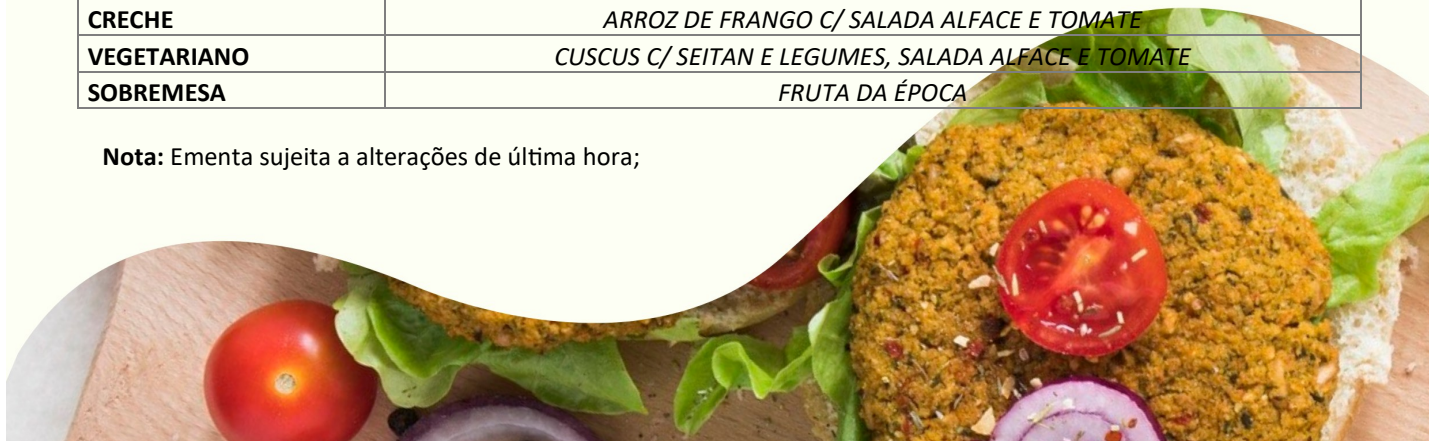 CRECHE ARROZ DE FRANGO C/ SALADA ALFACE E TOMATE
VEGETARIANO CUSCUS C/ SEITAN E LEGUMES, SALADA ALFACE E TOMATE
SOBREMESA FRUTA DA ÉPOCA
Nota: Ementa sujeita a alterações de última hora;